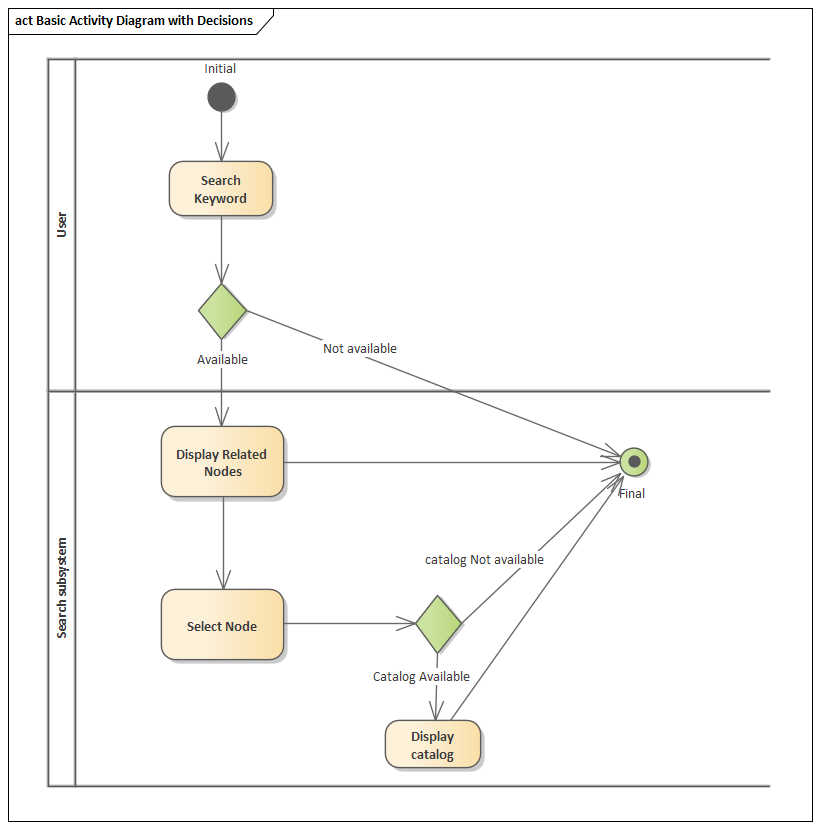 act Basic Activity Diagram with Decisions
Initial
Search
Keyword
User
Not available
Available
Display Related
Nodes
Final
catalog Not available
Search subsystem
Select Node
Catalog Available
Display
catalog